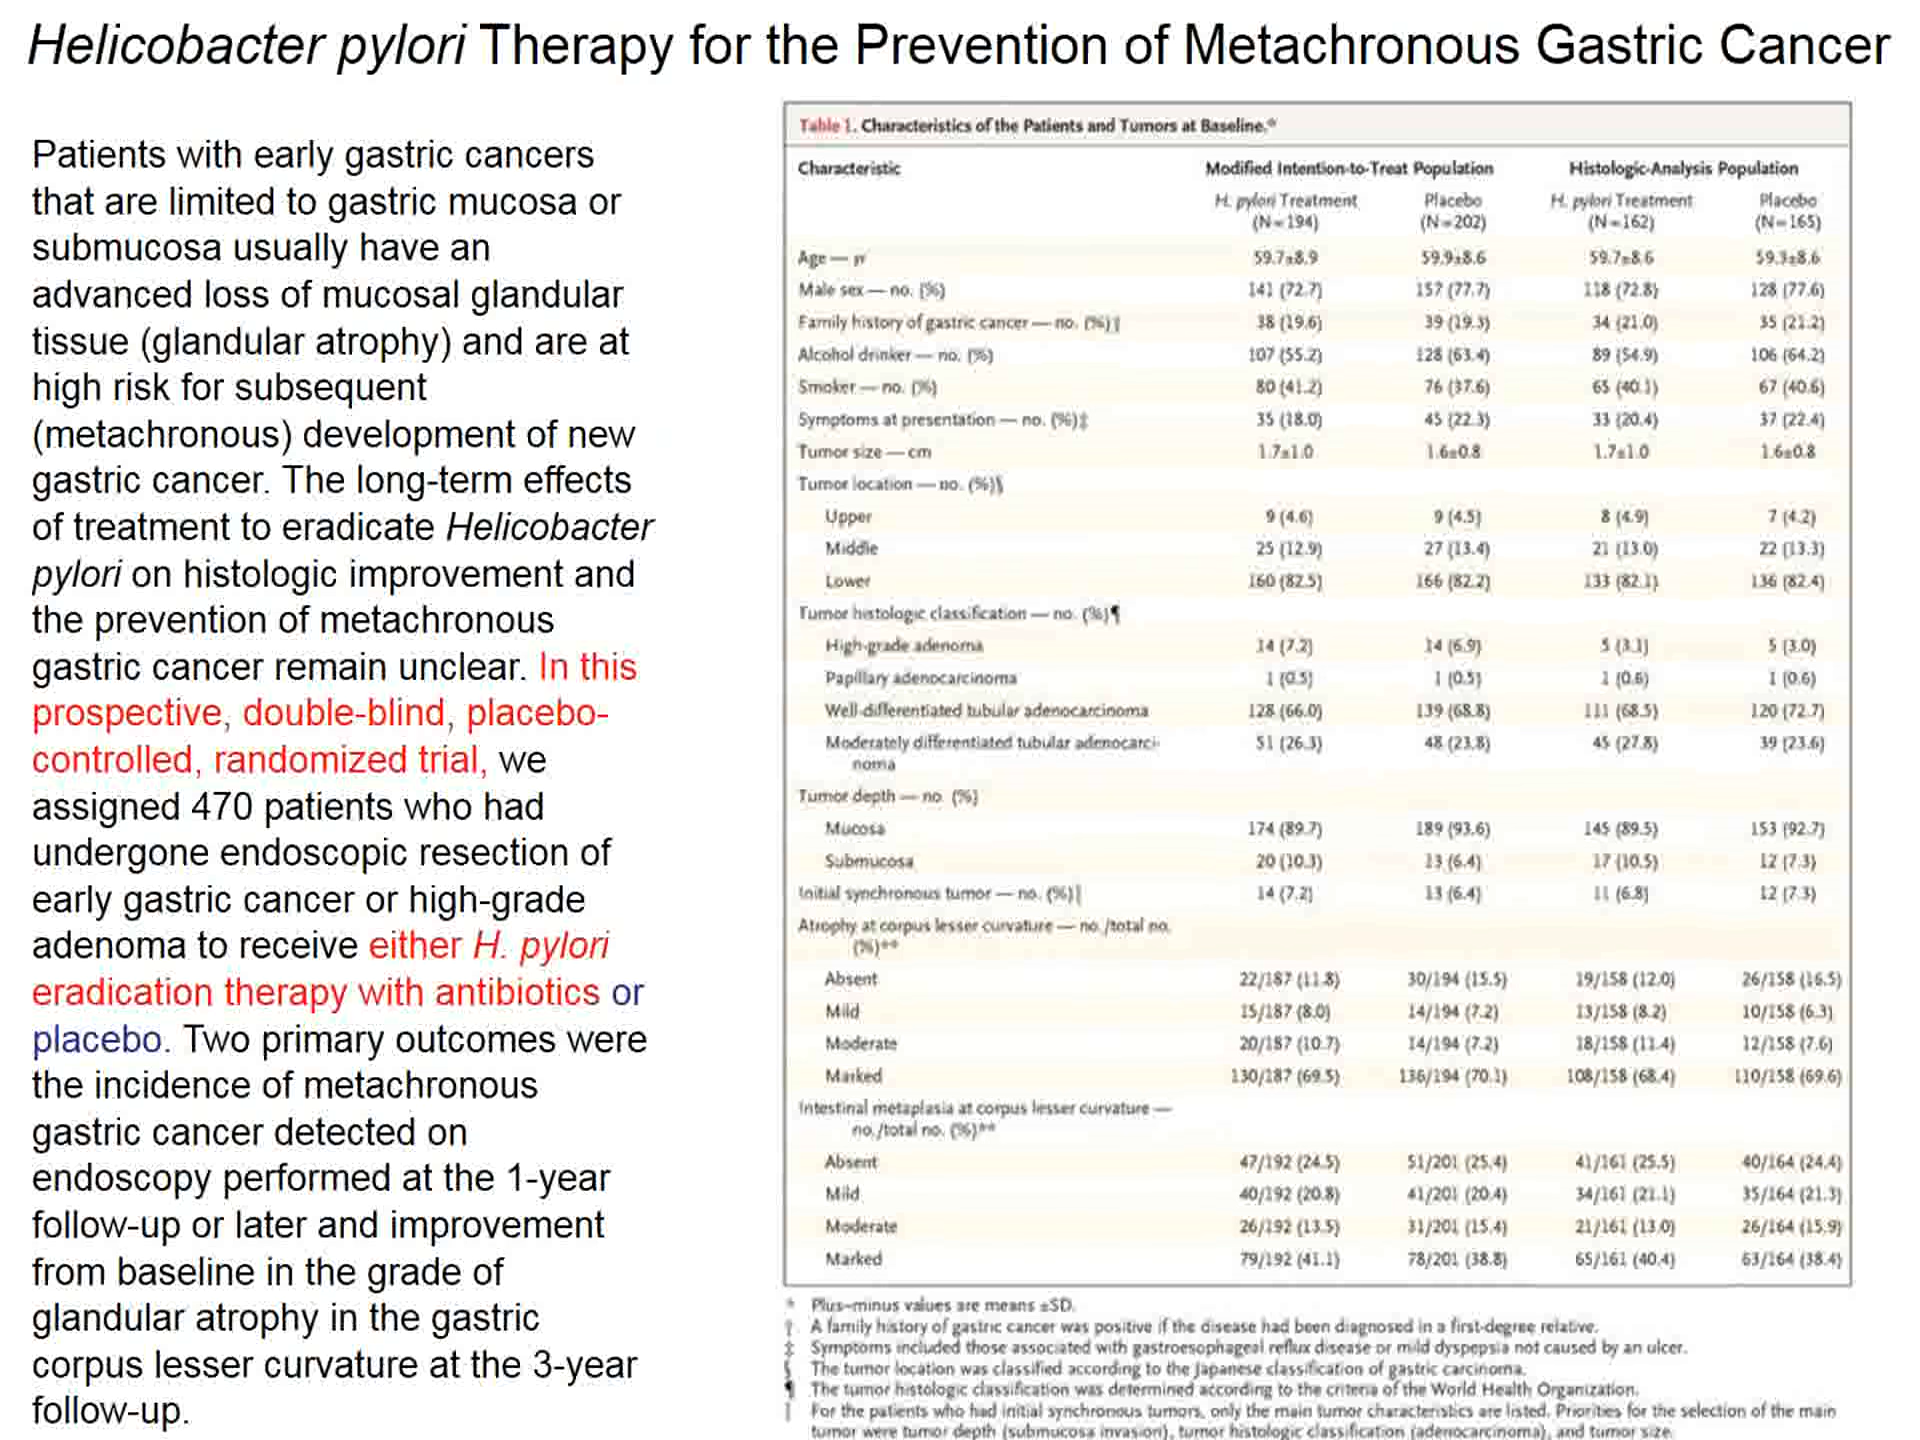 Helicobacter pylori Therapy for the Prevention of Metachronous Gastric Cancer
Patients with early gastric cancers
that are limited to gastric mucosa or
submucosa usually have an
advanced loss of mucosal glandular
tissue (glandular atrophy) and are at
high risk for subsequent
(metachronous) development of new
gastric cancer. The long-term effects
of treatment to eradicate Helicobacter
pylori on histologic improvement and
the prevention of metachronous
gastric cancer remain unclear. In this
prospective, double-blind, placebo-
controlled, randomized trial, we
assigned 470 patients who had
undergone endoscopic resection of
early gastric cancer or high-grade
adenoma to receive either H. pylori
eradication therapy with antibiotics or
placebo. Two primary outcomes were
the incidence of metachronous
gastric cancer detected on
endoscopy performed at the 1-year
follow-up or later and improvement
from baseline in the grade of
glandular atrophy in the gastric
corpus lesser curvature at the 3-year
follow-up.
Table 1. Characteristics of the Patients and Tumors at Baseline.*
Characteristic Modified Intention-to-Treat Population Histologic-Analysis Population
H. pylori Treatment Placebo H. pylori Treatment Placebo
(N=194) (N=202) (N=162) (N=165)
Age — yr 59.7±8.9 59.9±8.6 59.7±8.6 59.3±8.6
Male sex — no. (%) 141 (72.7) 157 (77.7) 118 (72.8) 128 (77.6)
Family history of gastric cancer — no. (%)† 38 (19.6) 39 (19.3) 34 (21.0) 35 (21.2)
Alcohol drinker — no. (%) 107 (55.2) 128 (63.4) 89 (54.9) 106 (64.2)
Smoker — no. (%) 80 (41.2) 76 (37.6) 65 (40.1) 67 (40.6)
Symptoms at presentation — no. (%)‡ 35 (18.0) 45 (22.3) 33 (20.4) 37 (22.4)
Tumor size — cm 1.7±1.0 1.6±0.8 1.7±1.0 1.6±0.8
Tumor location — no. (%)§
Upper 9 (4.6) 9 (4.5) 8 (4.9) 7 (4.2)
Middle 25 (12.9) 27 (13.4) 21 (13.0) 22 (13.3)
Lower 160 (82.5) 166 (82.2) 133 (82.1) 136 (82.4)
Tumor histologic classification — no. (%)¶
High-grade adenoma 14 (7.2) 14 (6.9) 5 (3.1) 5 (3.0)
Papillary adenocarcinoma 1 (0.5) 1 (0.5) 1 (0.6) 1 (0.6)
Well-differentiated tubular adenocarcinoma 128 (66.0) 139 (68.8) 111 (68.5) 120 (72.7)
Moderately differentiated tubular adenocarci- 51 (26.3) 48 (23.8) 45 (27.8) 39 (23.6)
noma
Tumor depth — no. (%)
Mucosa 174 (89.7) 189 (93.6) 145 (89.5) 153 (92.7)
Submucosa 20 (10.3) 13 (6.4) 17 (10.5) 12 (7.3)
Initial synchronous tumor — no. (%)‖ 14 (7.2) 13 (6.4) 11 (6.8) 12 (7.3)
Atrophy at corpus lesser curvature — no./total no.
(%)**
Absent 22/187 (11.8) 30/194 (15.5) 19/158 (12.0) 26/158 (16.5)
Mild 15/187 (8.0) 14/194 (7.2) 13/158 (8.2) 10/158 (6.3)
Moderate 20/187 (10.7) 14/194 (7.2) 18/158 (11.4) 12/158 (7.6)
Marked 130/187 (69.5) 136/194 (70.1) 108/158 (68.4) 110/158 (69.6)
Intestinal metaplasia at corpus lesser curvature —
no./total no. (%)**
Absent 47/192 (24.5) 51/201 (25.4) 41/161 (25.5) 40/164 (24.4)
Mild 40/192 (20.8) 41/201 (20.4) 34/161 (21.1) 35/164 (21.3)
Moderate 26/192 (13.5) 31/201 (15.4) 21/161 (13.0) 26/164 (15.9)
Marked 79/192 (41.1) 78/201 (38.8) 65/161 (40.4) 63/164 (38.4)
* Plus–minus values are means ±SD.
† A family history of gastric cancer was positive if the disease had been diagnosed in a first-degree relative.
‡ Symptoms included those associated with gastroesophageal reflux disease or mild dyspepsia not caused by an ulcer.
§ The tumor location was classified according to the Japanese classification of gastric carcinoma.
¶ The tumor histologic classification was determined according to the criteria of the World Health Organization.
‖ For the patients who had initial synchronous tumors, only the main tumor characteristics are listed. Priorities for the selection of the main
tumor were tumor depth (submucosa invasion), tumor histologic classification (adenocarcinoma), and tumor size.